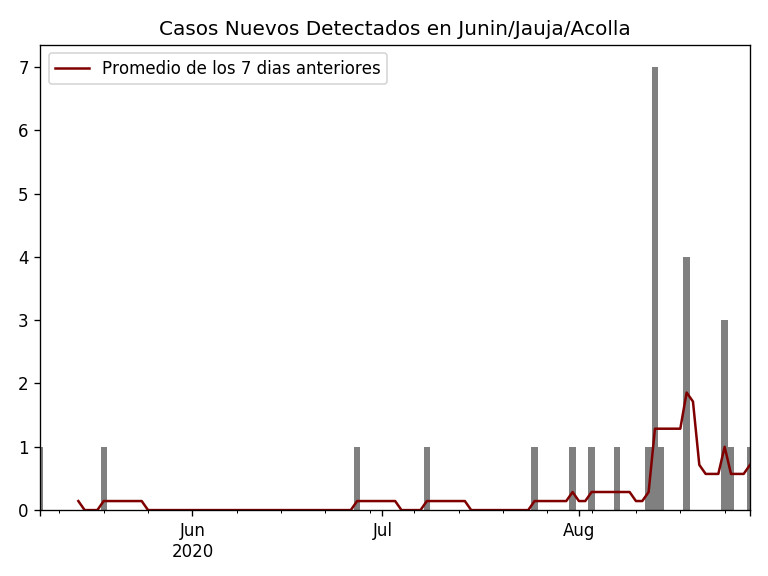 Casos Nuevos Detectados en Junin/Jauja/Acolla
Promedio de los 7 dias anteriores
7
6
5
4
3
2
1
0
Jun
2020
Jul
Aug